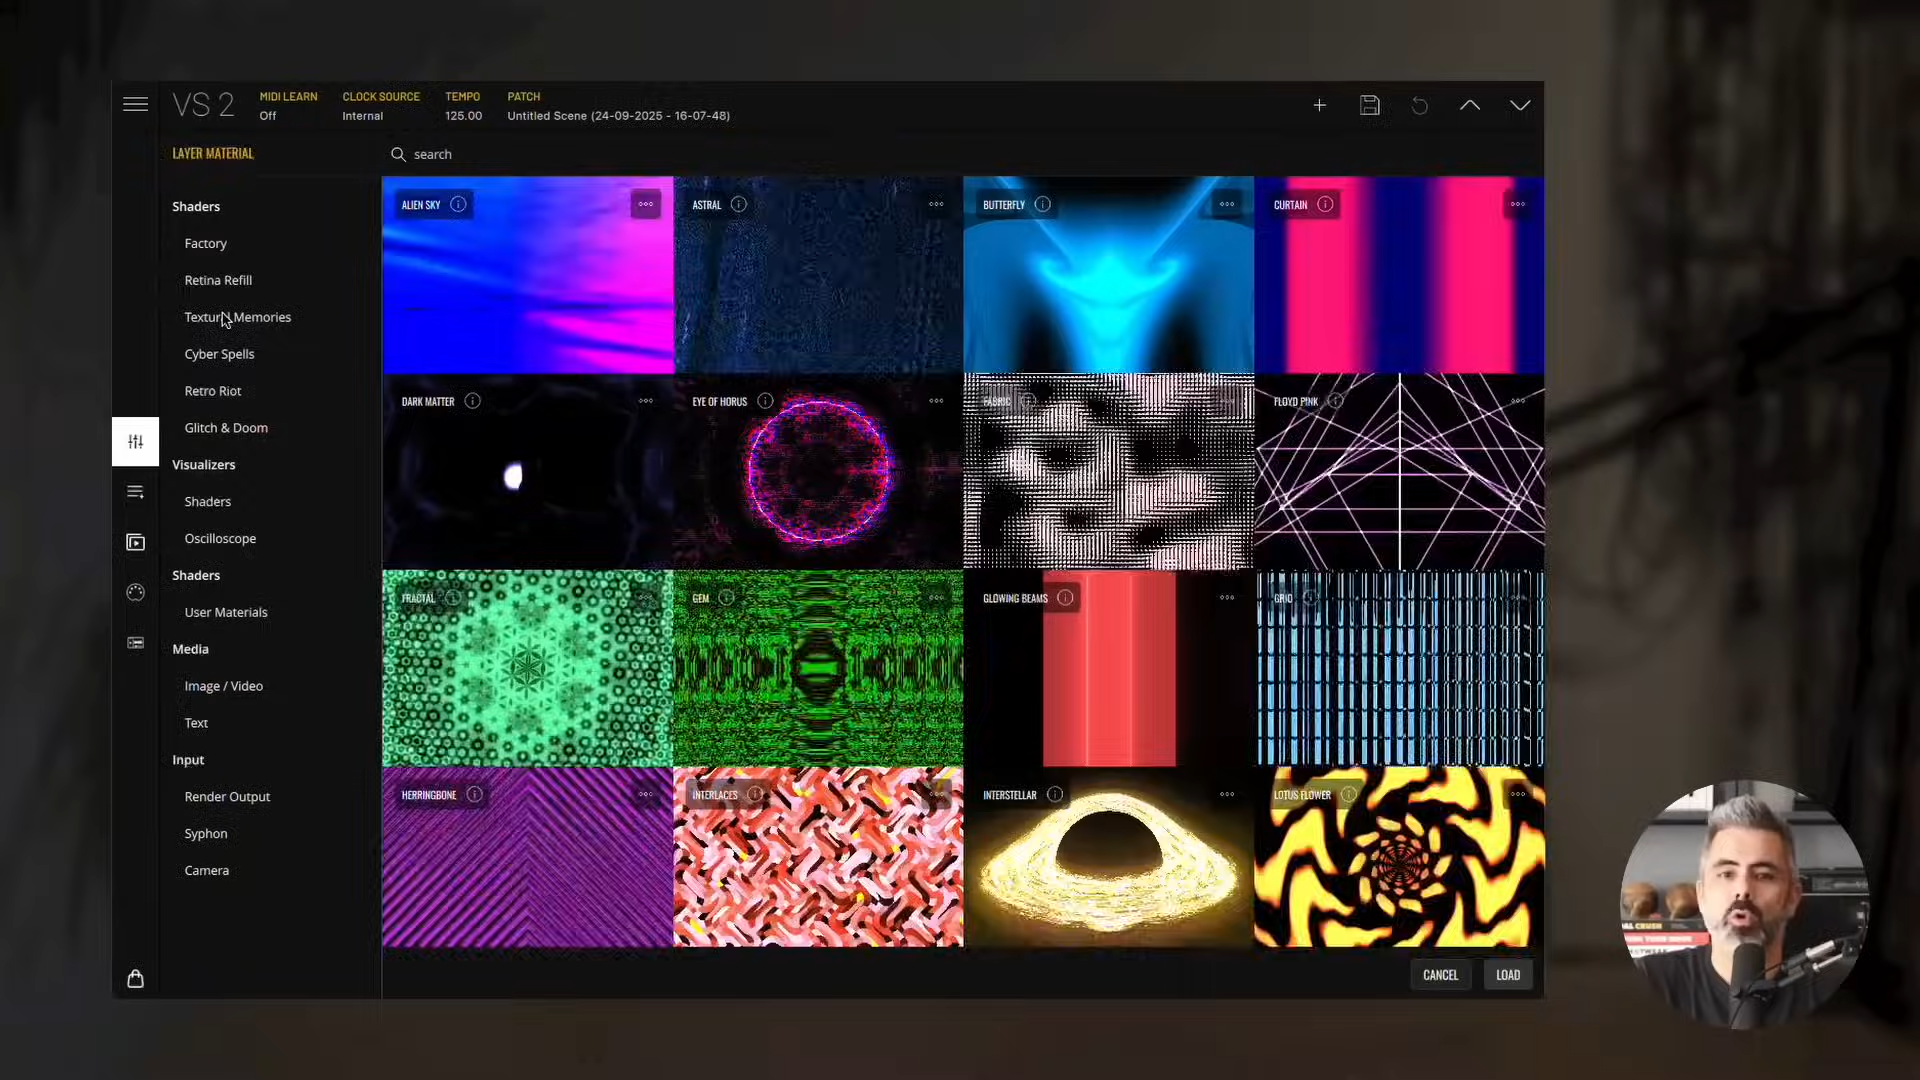 VS 2
MIDI LEARN
Off
CLOCK SOURCE
Internal
TEMPO
125.00
PATCH
Untitled Scene (24-09-2025 - 16-07-48)
LAYER MATERIAL
search
Shaders
Factory
Retina Refill
Memories
Cyber Spells
Retro Riot
Glitch & Doom
Visualizers
Shaders
Oscilloscope
Shaders
User Materials
Media
Image / Video
Text
Input
Render Output
Syphon
Camera
ALIEN SKY
ASTRAL
BUTTERFLY
CURTAIN
DARK MATTER
EYE OF HORUS
FABRIC
FLOYD PINK
FRACTAL
GEM
GLOWING BEAMS
GRID
HERRINGBONE
INTERLACES
INTERSTELLAR
LOTUS FLOWER
CANCEL
LOAD